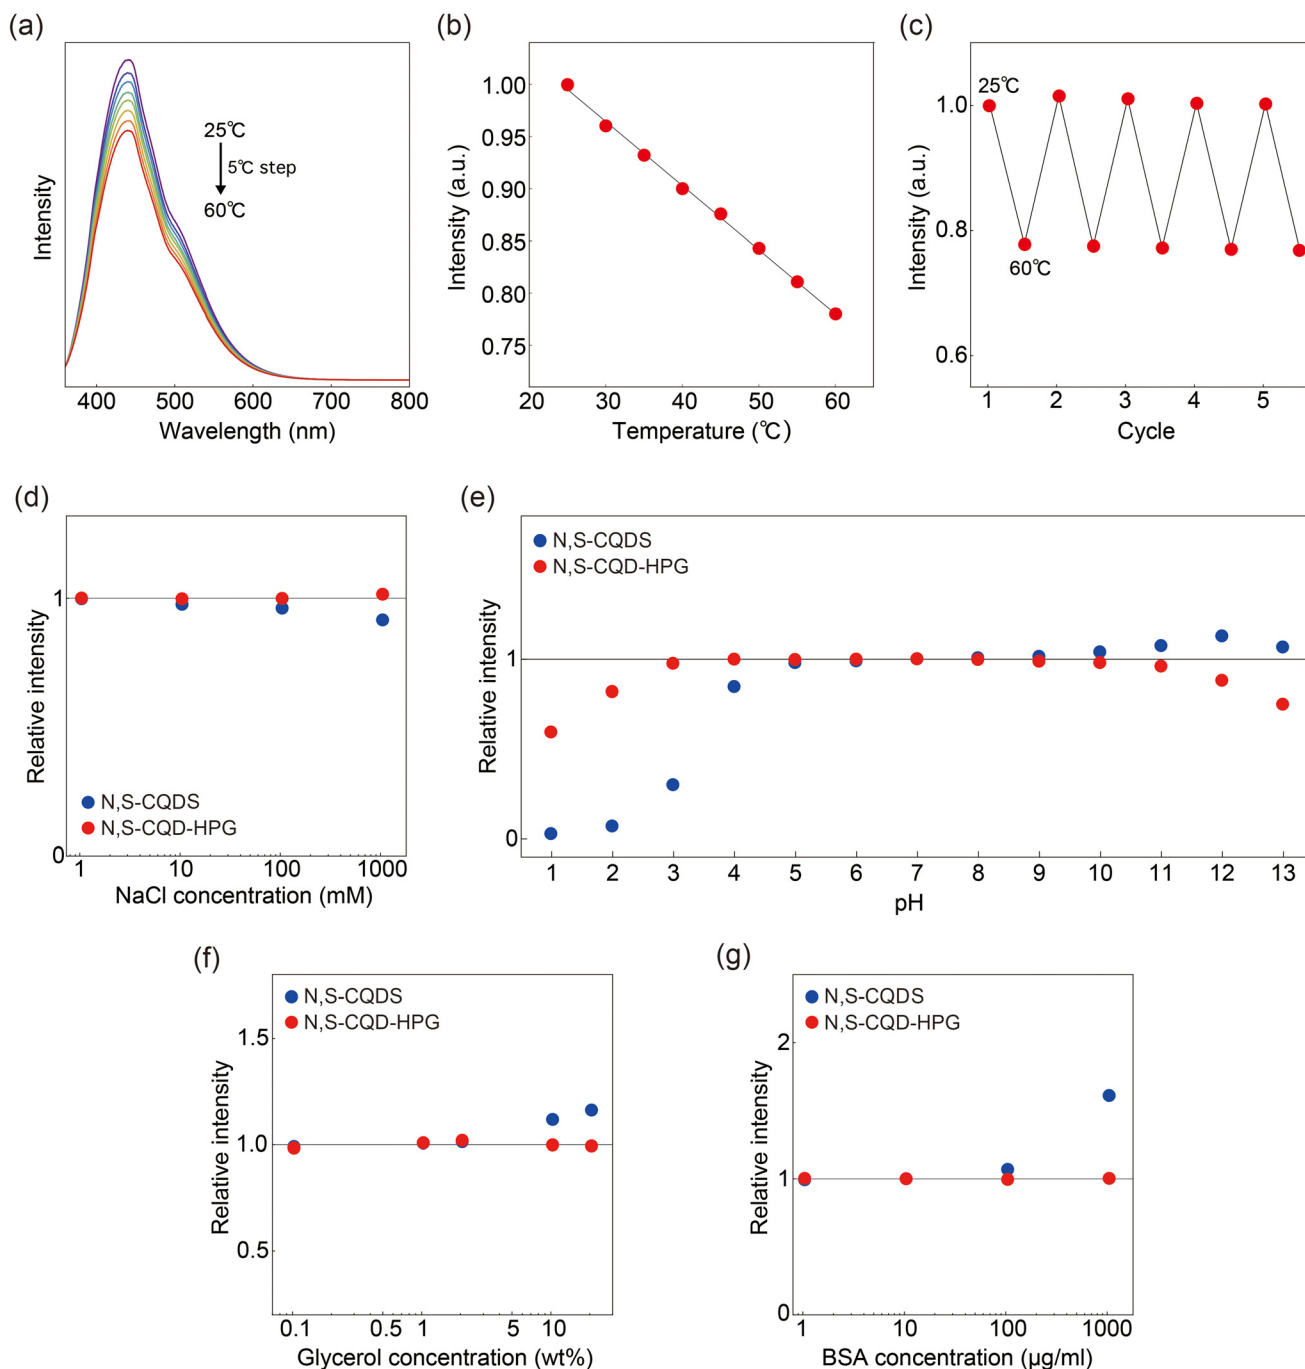 (a)
Intensity
25℃
5℃ step
60℃
400 500 600 700 800
Wavelength (nm)
(b)
Intensity (a.u.)
1.00
0.95
0.90
0.85
0.80
0.75
20 30 40 50 60
Temperature (℃)
(c)
Intensity (a.u.)
1.0
0.8
0.6
25℃
60℃
1 2 3 4 5
Cycle
(d)
Relative intensity
1
0
N,S-CQDS
N,S-CQD-HPG
1 10 100 1000
NaCl concentration (mM)
(e)
Relative intensity
N,S-CQDS
N,S-CQD-HPG
1
0
1 2 3 4 5 6 7 8 9 10 11 12 13
pH
(f)
Relative intensity
N,S-CQDS
N,S-CQD-HPG
1.5
1.0
0.5
0.1 0.5 1 5 10
Glycerol concentration (wt%)
(g)
Relative intensity
N,S-CQDS
N,S-CQD-HPG
2
1
0
1 10 100 1000
BSA concentration (μg/ml)